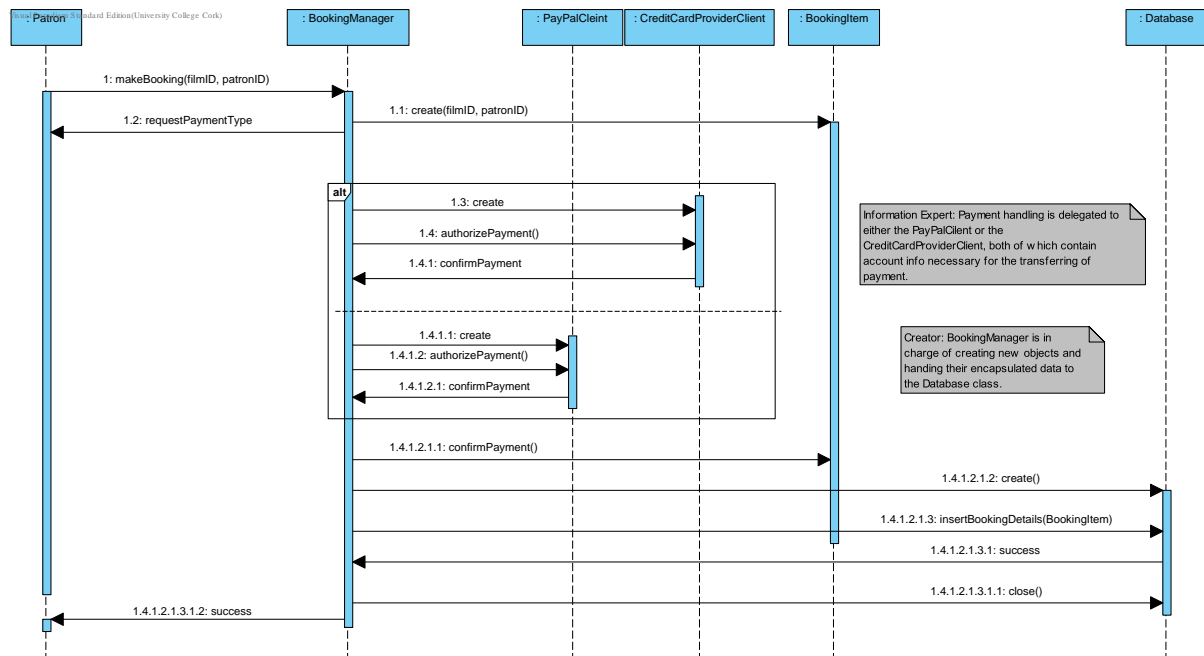 Visual Paradigm Standard Edition(University College Cork)
: Patron
: BookingManager
: PayPalCleint
: CreditCardProviderClient
: BookingItem
: Database
1: makeBooking(filmID, patronID)
1.1: create(filmID, patronID)
1.2: requestPaymentType
alt
1.3: create
1.4: authorizePayment()
1.4.1: confirmPayment
Information Expert: Payment handling is delegated to
either the PayPalClient or the
CreditCardProviderClient, both of which contain
account info necessary for the transferring of
payment.
1.4.1.1: create
1.4.1.2: authorizePayment()
1.4.1.2.1: confirmPayment
Creator: BookingManager is in
charge of creating new objects and
handing their encapsulated data to
the Database class.
1.4.1.2.1.1: confirmPayment()
1.4.1.2.1.2: create()
1.4.1.2.1.3: insertBookingDetails(BookingItem)
1.4.1.2.1.3.1: success
1.4.1.2.1.3.1.1: close()
1.4.1.2.1.3.1.2: success